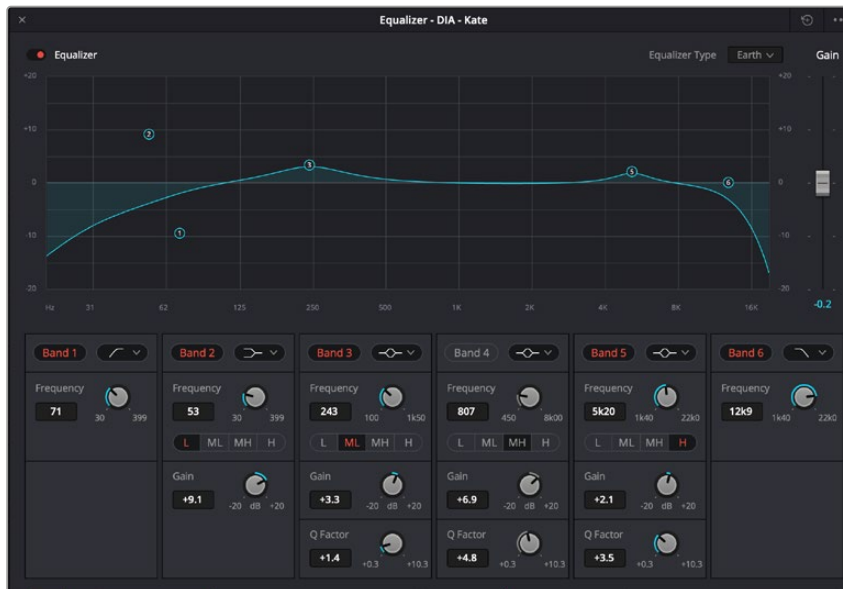 Equalizer - DIA - Kate
Equalizer
Equalizer Type Earth Gain
+20 +20
+10 +10
0 0
-10 -10
-20 -20
Hz 31 62 125 250 500 1K 2K 4K 8K 16K
-0.2
2
3
5
6
1
Band 1 Band 2 Band 3 Band 4 Band 5 Band 6
Frequency Frequency Frequency Frequency Frequency Frequency
71 30 399 53 30 399 243 100 1k50 807 450 8k00 5k20 1k40 22k0 12k9 1k40 22k0
L ML MH H L ML MH H L ML MH H L ML MH H
Gain Gain Gain Gain
+9.1 -20 dB +20 +3.3 -20 dB +20 +6.9 -20 dB +20 +2.1 -20 dB +20
Q Factor Q Factor Q Factor
+1.4 +0.3 +10.3 +4.8 +0.3 +10.3 +3.5 +0.3 +10.3